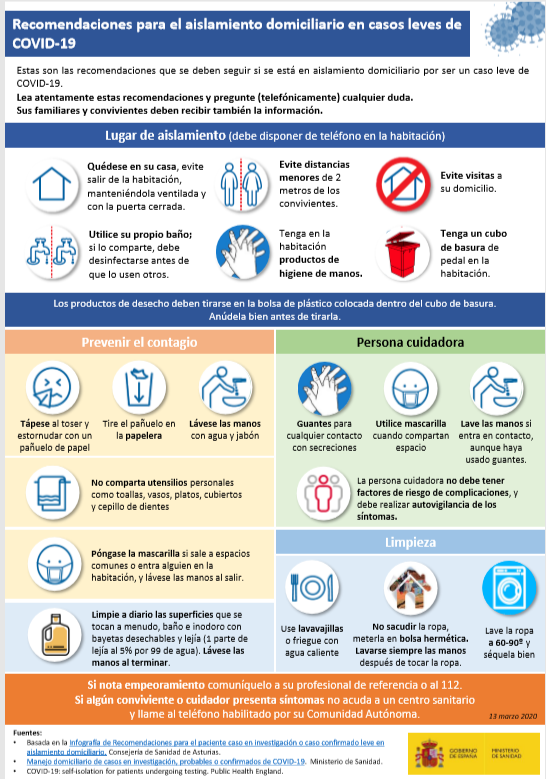 Recomendaciones para el aislamiento domiciliario en casos leves de
COVID-19
Estas son las recomendaciones que se deben seguir si se está en aislamiento domiciliario por ser un caso leve de
COVID-19.
Lea atentamente estas recomendaciones y pregunte (telefónicamente) cualquier duda.
Sus familiares y convivientes deben recibir también la información.
Lugar de aislamiento (debe disponer de teléfono en la habitación)
Quédese en su casa, evite
salir de la habitación,
manteniéndola ventilada y
con la puerta cerrada.
Evite distancias
menores de 2
metros de los
convivientes.
Evite visitas a
su domicilio.
Utilice su propio baño;
si lo comparte, debe
desinfectarse antes de
que lo usen otros.
Tenga en la
habitación
productos de
higiene de manos.
Tenga un cubo
de basura de
pedal en la
habitación.
Los productos de desecho deben tirarse en la bolsa de plástico colocada dentro del cubo de basura.
Anúdela bien antes de tirarla.
Prevenir el contagio
Tápese al toser y
estornudar con un
pañuelo de papel
Tire el pañuelo en
la papelera
Lávese las manos
con agua y jabón
No comparta utensilios personales
como toallas, vasos, platos, cubiertos
y cepillo de dientes
Póngase la mascarilla si sale a espacios
comunes o entra alguien en la
habitación, y lávese las manos al salir.
Limpie a diario las superficies que se
tocan a menudo, baño e inodoro con
bayetas desechables y lejía (1 parte de
lejía al 5% por 99 de agua). Lávese las
manos al terminar.
Persona cuidadora
Guantes para
cualquier contacto
con secreciones
Utilice mascarilla
cuando compartan
espacio
Lave las manos si
entra en contacto,
aunque haya
usado guantes.
La persona cuidadora no debe tener
factores de riesgo de complicaciones, y
debe realizar autovigilancia de los
síntomas.
Limpieza
Use lavavajillas
o friegue con
agua caliente
No sacudir la ropa,
meterla en bolsa hermética.
Lavarse siempre las manos
después de tocar la ropa.
Lave la ropa
a 60-90º y
séquela bien
Si nota empeoramiento comuníquelo a su profesional de referencia o al 112.
Si algún conviviente o cuidador presenta síntomas no acuda a un centro sanitario
y llame al teléfono habilitado por su Comunidad Autónoma.
13 marzo 2020
Fuentes:
• Basada en la Infografía de Recomendaciones para el paciente caso en investigación o caso confirmado leve en
aislamiento domiciliario. Consejería de Sanidad de Asturias.
• Manejo domiciliario de casos en investigación, probables o confirmados de COVID-19. Ministerio de Sanidad.
• COVID-19: self-isolation for patients undergoing testing. Public Health England.
GOBIERNO
DE ESPAÑA
MINISTERIO
DE SANIDAD